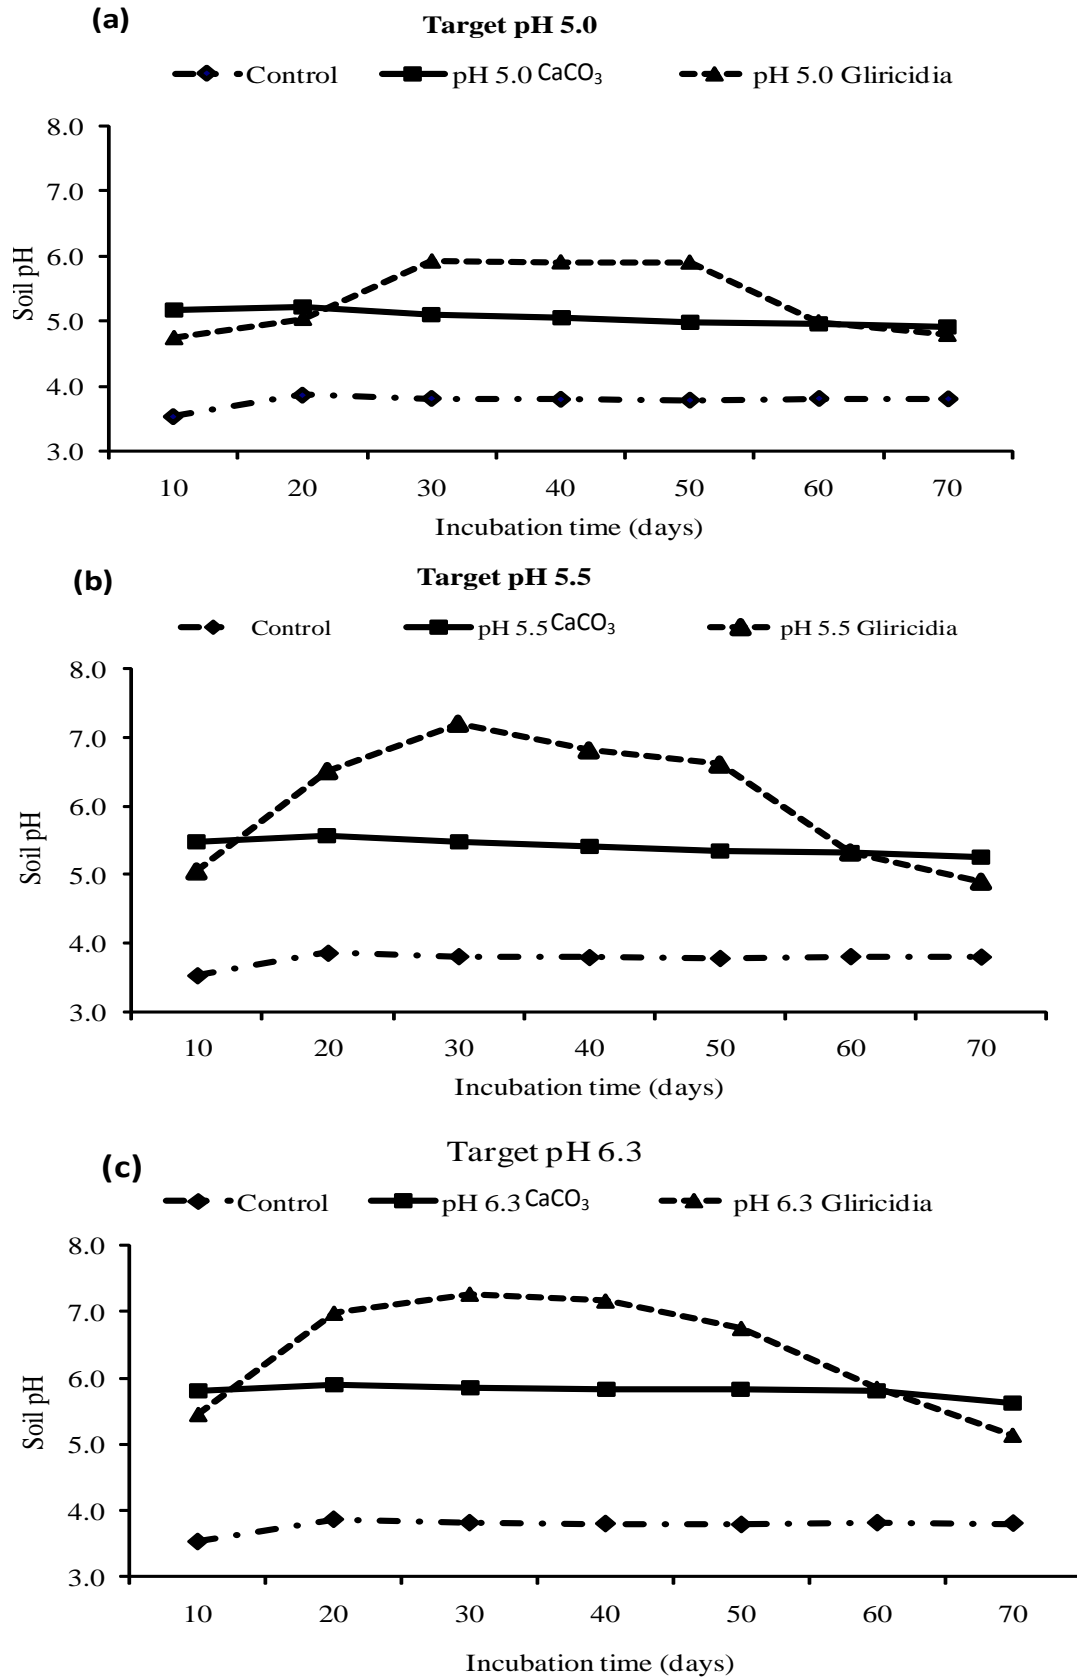 (a)
Target pH 5.0
Control pH 5.0 CaCO₃ pH 5.0 Gliricidia
8.0
7.0
6.0
5.0
4.0
3.0
Soil pH
10 20 30 40 50 60 70
Incubation time (days)
(b)
Target pH 5.5
Control pH 5.5 CaCO₃ pH 5.5 Gliricidia
8.0
7.0
6.0
5.0
4.0
3.0
Soil pH
10 20 30 40 50 60 70
Incubation time (days)
(c)
Target pH 6.3
Control pH 6.3 CaCO₃ pH 6.3 Gliricidia
8.0
7.0
6.0
5.0
4.0
3.0
Soil pH
10 20 30 40 50 60 70
Incubation time (days)